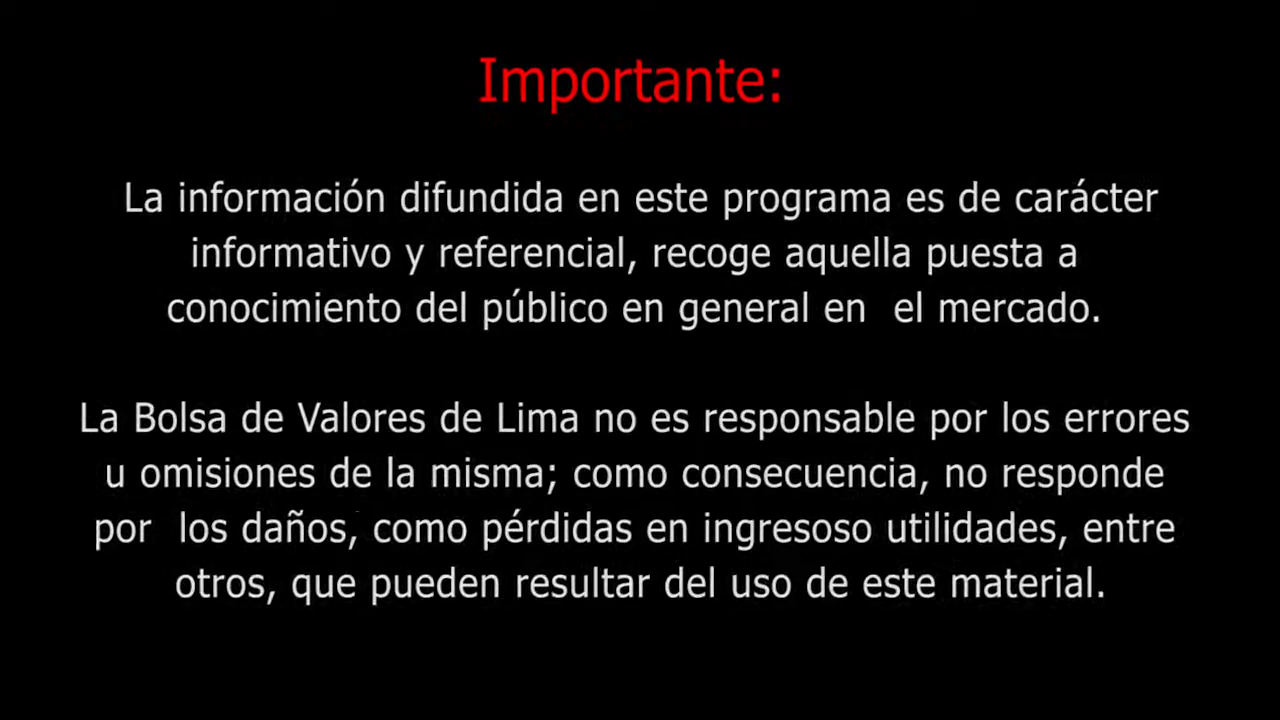 Importante:
La información difundida en este programa es de carácter
informativo y referencial, recoge aquella puesta a
conocimiento del público en general en  el mercado.
La Bolsa de Valores de Lima no es responsable por los errores
u omisiones de la misma; como consecuencia, no responde
por  los daños, como pérdidas en ingresoso utilidades, entre
otros, que pueden resultar del uso de este material.